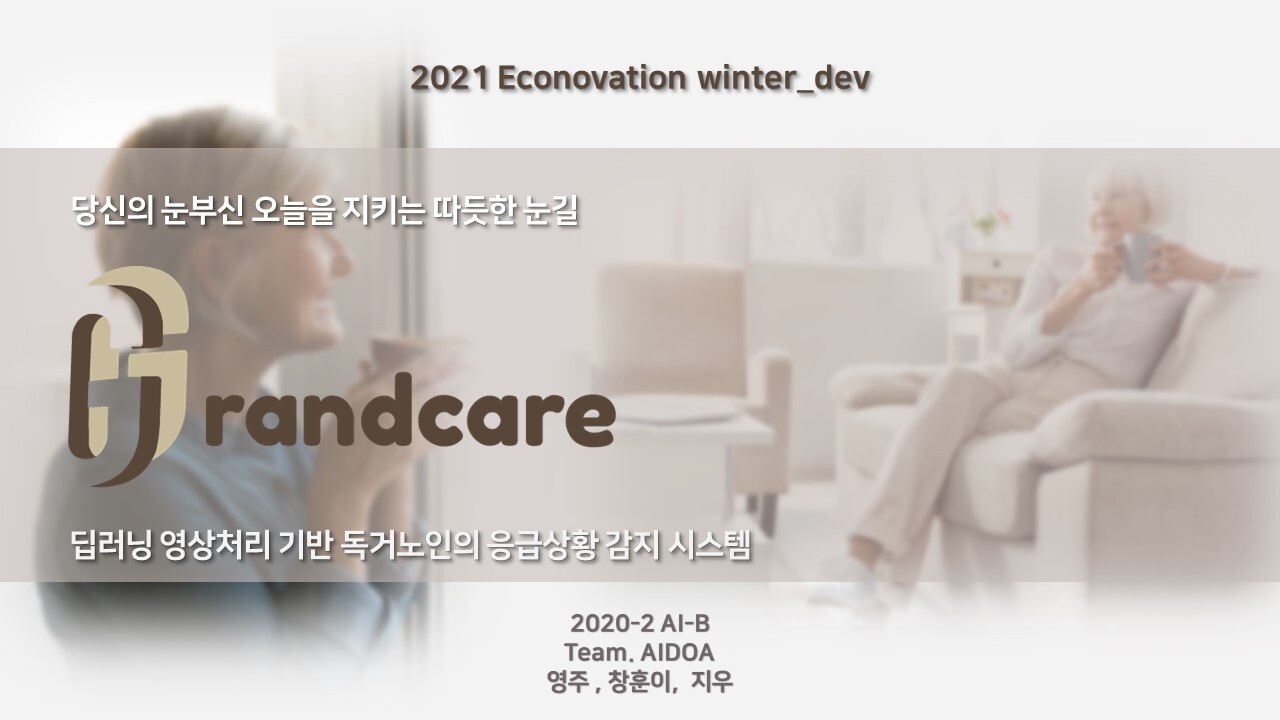 2021 Econovation winter_dev
당신의 눈부신 오늘을 지키는 따듯한 눈길
Grandcare
딥러닝 영상처리 기반 독거노인의 응급상황 감지 시스템
2020-2 AI-B
Team. AIDOA
영주 , 창훈이,  지우